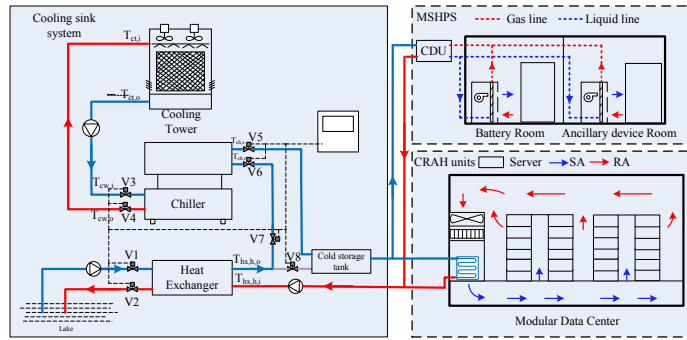 Cooling sink
system
T_ct,i
T_ct,o
Cooling
Tower
V5
V6
T_cw,i
V3
T_cw,o
V4
Chiller
V7
V1
V8
T_hx,h,o
Heat
Exchanger
T_hx,h,i
V2
Lake
Cold storage
tank
MSHPS
Gas line
Liquid line
CDU
Battery Room
Ancillary device Room
CRAH units
Server
SA
RA
Modular Data Center